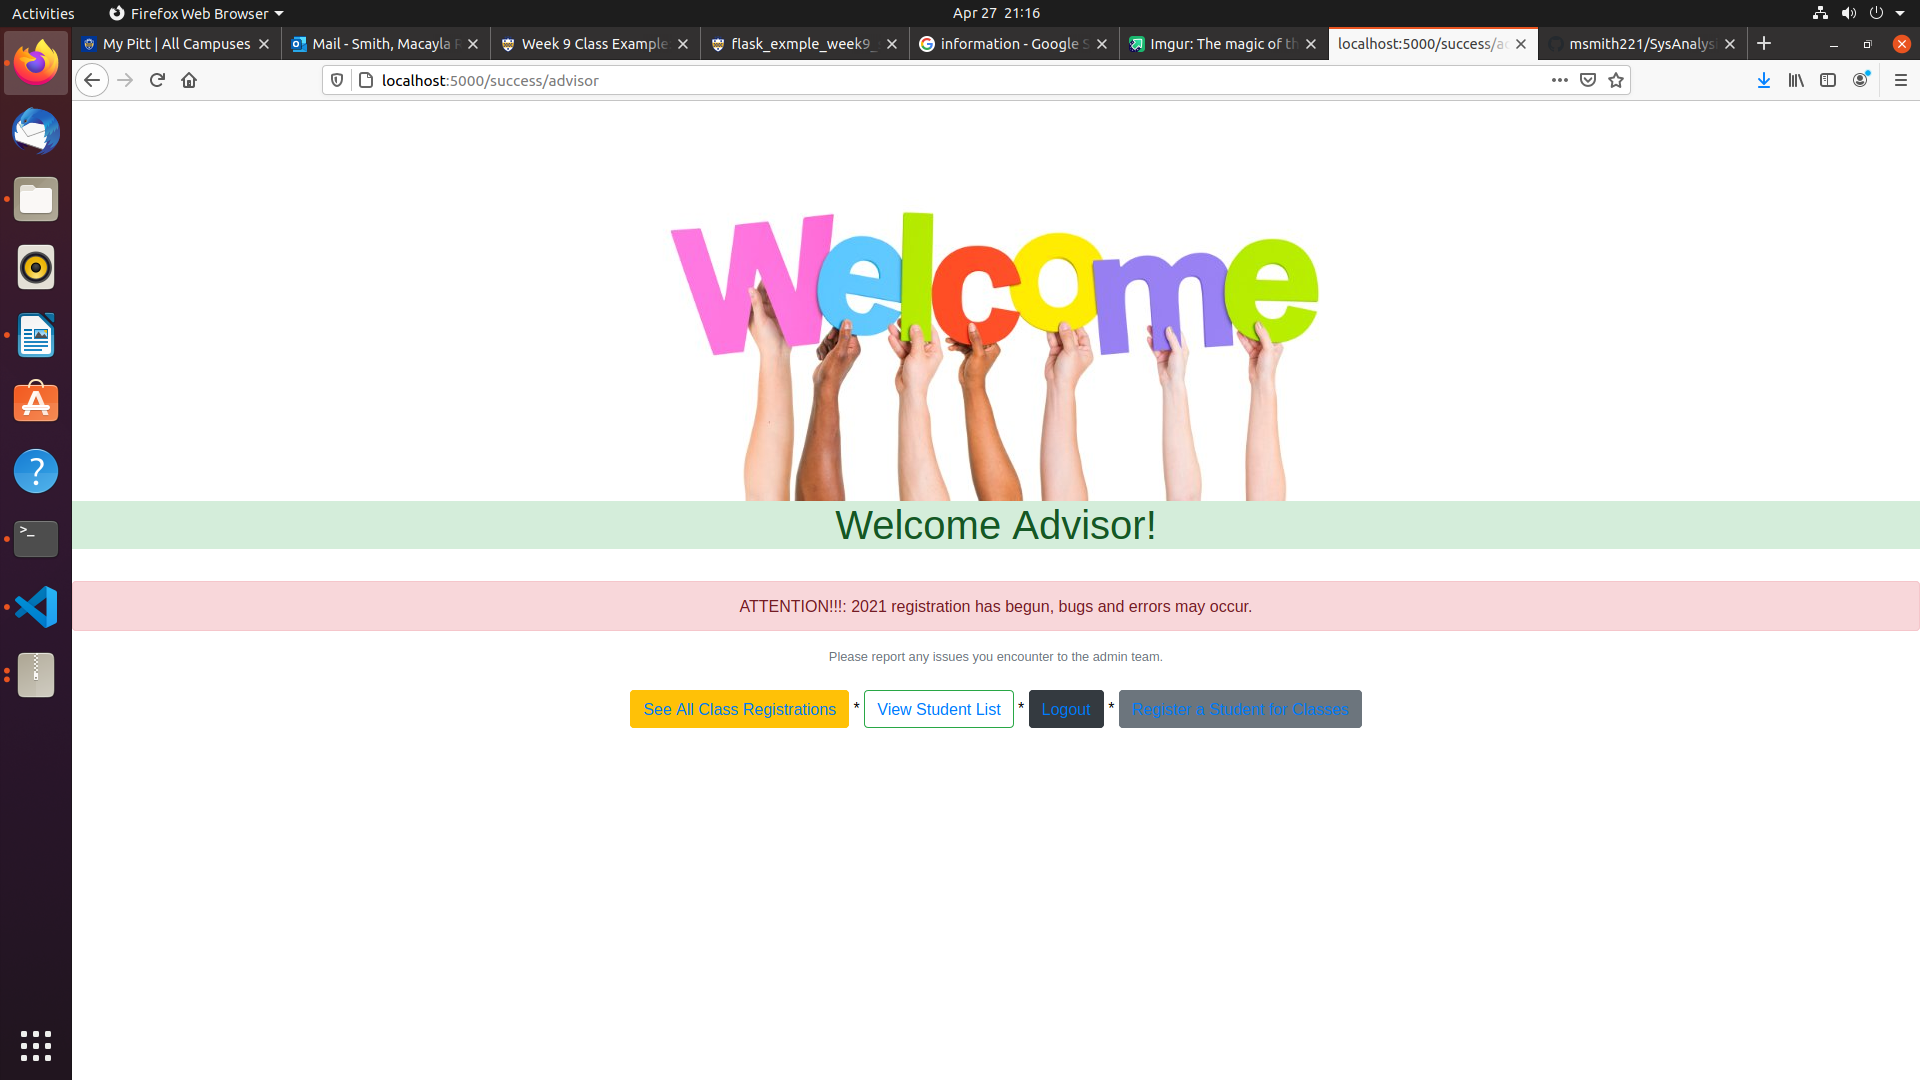 Activities
Firefox Web Browser
Apr 27 21:16
My Pitt | All Campuses
Mail - Smith, Macayla R
Week 9 Class Example
flask_exmple_week9_
information - Google S
Imgur: The magic of th
localhost:5000/success/ad
msmith221/SysAnalysi
localhost:5000/success/advisor
Welcome
Welcome Advisor!
ATTENTION!!!: 2021 registration has begun, bugs and errors may occur.
Please report any issues you encounter to the admin team.
See All Class Registrations * View Student List * Logout * Register a Student for Classes